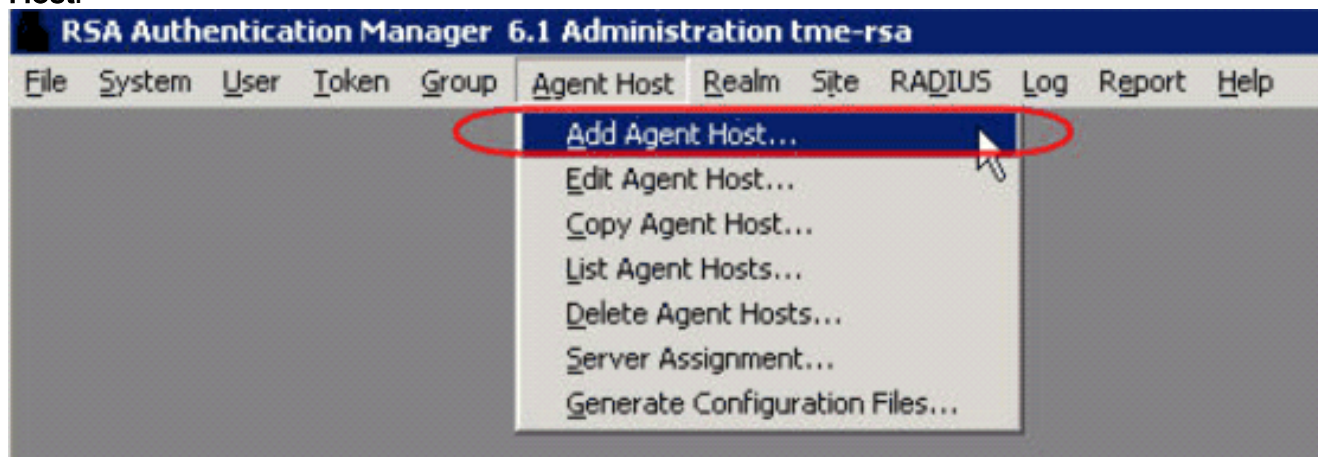 Host.
RSA Authentication Manager 6.1 Administration tme-rsa
File System User Token Group Agent Host Realm Site RADIUS Log Report Help
Add Agent Host...
Edit Agent Host...
Copy Agent Host...
List Agent Hosts...
Delete Agent Hosts...
Server Assignment...
Generate Configuration Files...